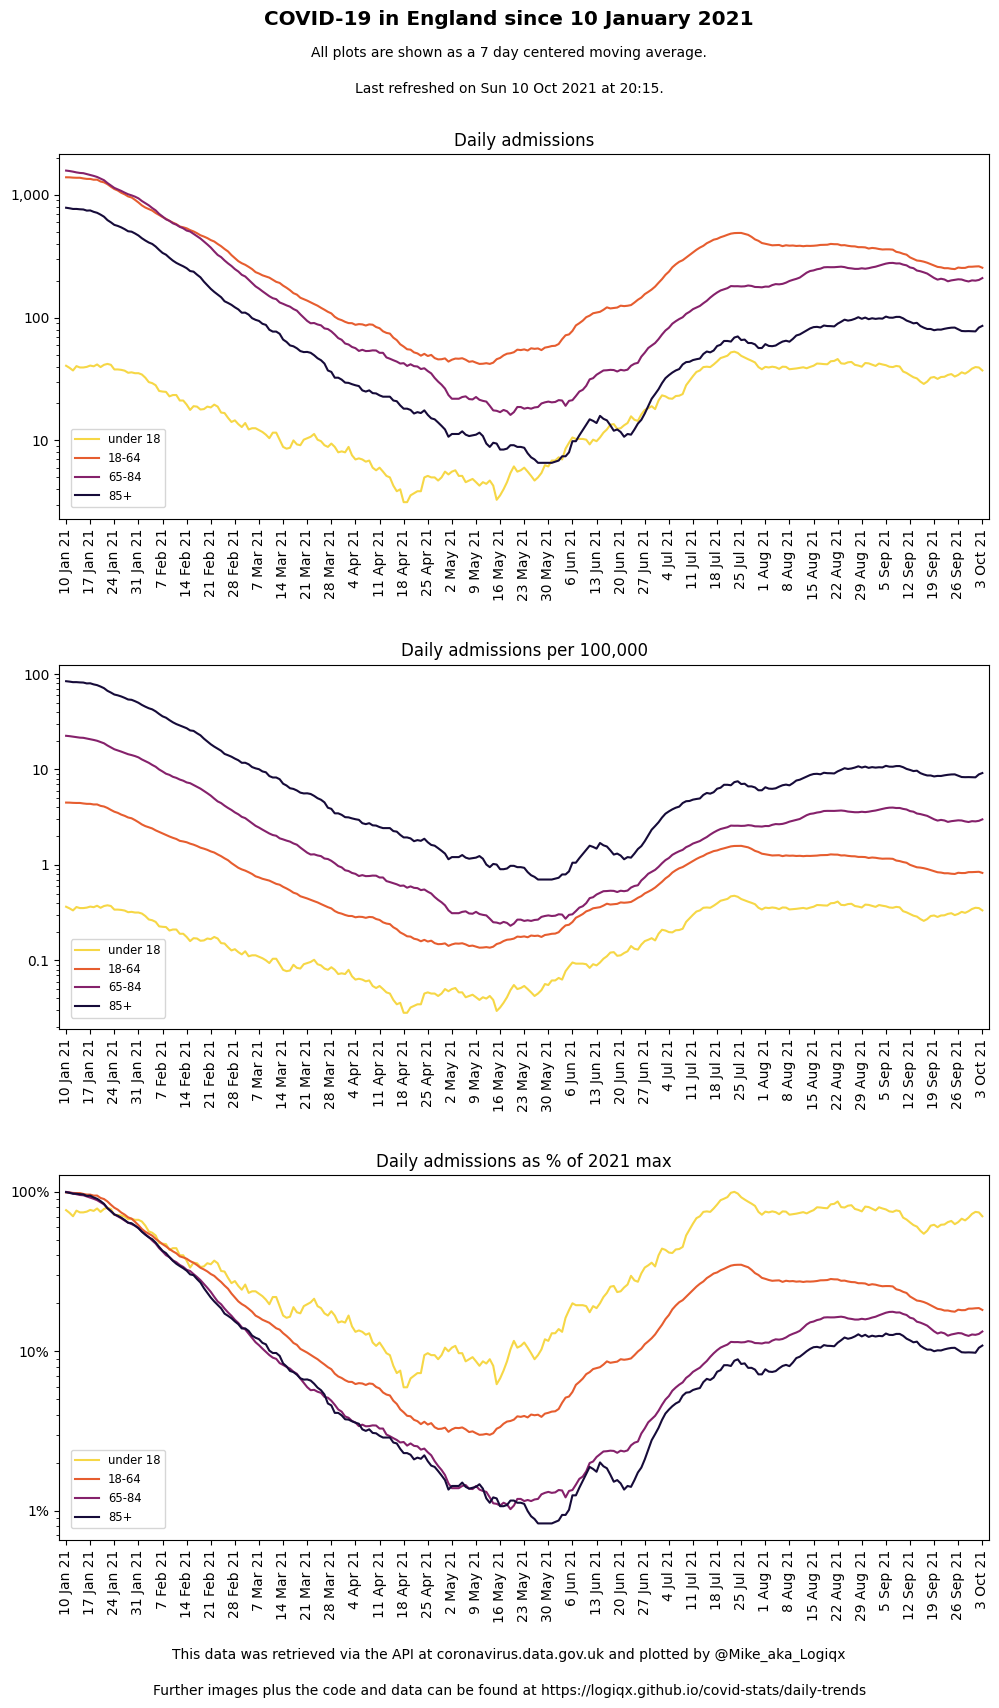 COVID-19 in England since 10 January 2021
All plots are shown as a 7 day centered moving average.
Last refreshed on Sun 10 Oct 2021 at 20:15.
Daily admissions
1,000
100
10
under 18
18-64
65-84
85+
10 Jan 21
17 Jan 21
24 Jan 21
31 Jan 21
7 Feb 21
14 Feb 21
21 Feb 21
28 Feb 21
7 Mar 21
14 Mar 21
21 Mar 21
28 Mar 21
4 Apr 21
11 Apr 21
18 Apr 21
25 Apr 21
2 May 21
9 May 21
16 May 21
23 May 21
30 May 21
6 Jun 21
13 Jun 21
20 Jun 21
27 Jun 21
4 Jul 21
11 Jul 21
18 Jul 21
25 Jul 21
1 Aug 21
8 Aug 21
15 Aug 21
22 Aug 21
29 Aug 21
5 Sep 21
12 Sep 21
19 Sep 21
26 Sep 21
3 Oct 21
Daily admissions per 100,000
100
10
1
0.1
under 18
18-64
65-84
85+
10 Jan 21
17 Jan 21
24 Jan 21
31 Jan 21
7 Feb 21
14 Feb 21
21 Feb 21
28 Feb 21
7 Mar 21
14 Mar 21
21 Mar 21
28 Mar 21
4 Apr 21
11 Apr 21
18 Apr 21
25 Apr 21
2 May 21
9 May 21
16 May 21
23 May 21
30 May 21
6 Jun 21
13 Jun 21
20 Jun 21
27 Jun 21
4 Jul 21
11 Jul 21
18 Jul 21
25 Jul 21
1 Aug 21
8 Aug 21
15 Aug 21
22 Aug 21
29 Aug 21
5 Sep 21
12 Sep 21
19 Sep 21
26 Sep 21
3 Oct 21
Daily admissions as % of 2021 max
100%
10%
1%
under 18
18-64
65-84
85+
10 Jan 21
17 Jan 21
24 Jan 21
31 Jan 21
7 Feb 21
14 Feb 21
21 Feb 21
28 Feb 21
7 Mar 21
14 Mar 21
21 Mar 21
28 Mar 21
4 Apr 21
11 Apr 21
18 Apr 21
25 Apr 21
2 May 21
9 May 21
16 May 21
23 May 21
30 May 21
6 Jun 21
13 Jun 21
20 Jun 21
27 Jun 21
4 Jul 21
11 Jul 21
18 Jul 21
25 Jul 21
1 Aug 21
8 Aug 21
15 Aug 21
22 Aug 21
29 Aug 21
5 Sep 21
12 Sep 21
19 Sep 21
26 Sep 21
3 Oct 21
This data was retrieved via the API at coronavirus.data.gov.uk and plotted by @Mike_aka_Logiqx
Further images plus the code and data can be found at https://logiqx.github.io/covid-stats/daily-trends